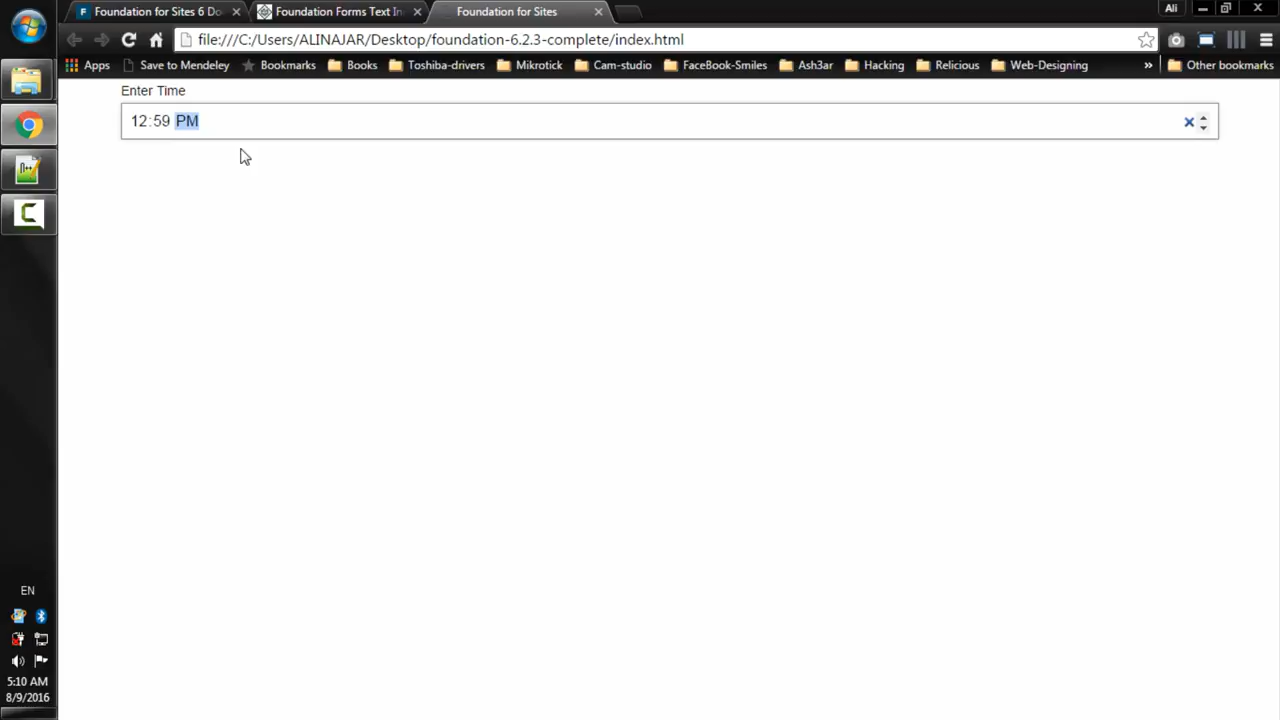 Foundation for Sites 6 Do
Foundation Forms Text In
Foundation for Sites
Ali
file:///C:/Users/ALINAJAR/Desktop/foundation-6.2.3-complete/index.html
Apps
Save to Mendeley
Bookmarks
Books
Toshiba-drivers
Mikrotick
Cam-studio
FaceBook-Smiles
Ash3ar
Hacking
Relicious
Web-Designing
»
Other bookmarks
Enter Time
12:59 PM
EN
5:10 AM
8/9/2016